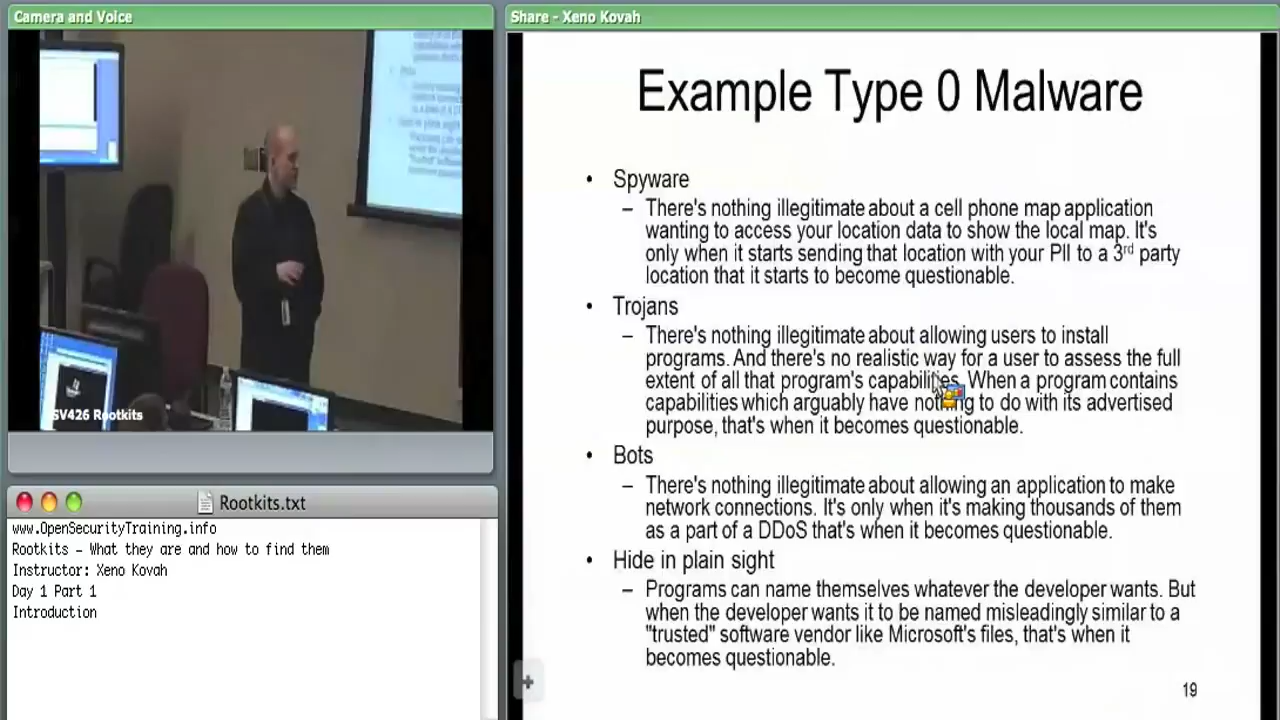 Camera and Voice
SV426 Rootkits
Rootkits.txt
www.OpenSecurityTraining.info
Rootkits - What they are and how to find them
Instructor: Xeno Kovah
Day 1 Part 1
Introduction
Share - Xeno Kovah
Example Type 0 Malware
• Spyware
– There's nothing illegitimate about a cell phone map application
wanting to access your location data to show the local map. It's
only when it starts sending that location with your PII to a 3rd party
location that it starts to become questionable.
• Trojans
– There's nothing illegitimate about allowing users to install
programs. And there's no realistic way for a user to assess the full
extent of all that program's capabilities. When a program contains
capabilities which arguably have nothing to do with its advertised
purpose, that's when it becomes questionable.
• Bots
– There's nothing illegitimate about allowing an application to make
network connections. It's only when it's making thousands of them
as a part of a DDoS that's when it becomes questionable.
• Hide in plain sight
– Programs can name themselves whatever the developer wants. But
when the developer wants it to be named misleadingly similar to a
"trusted" software vendor like Microsoft's files, that's when it
becomes questionable.
19